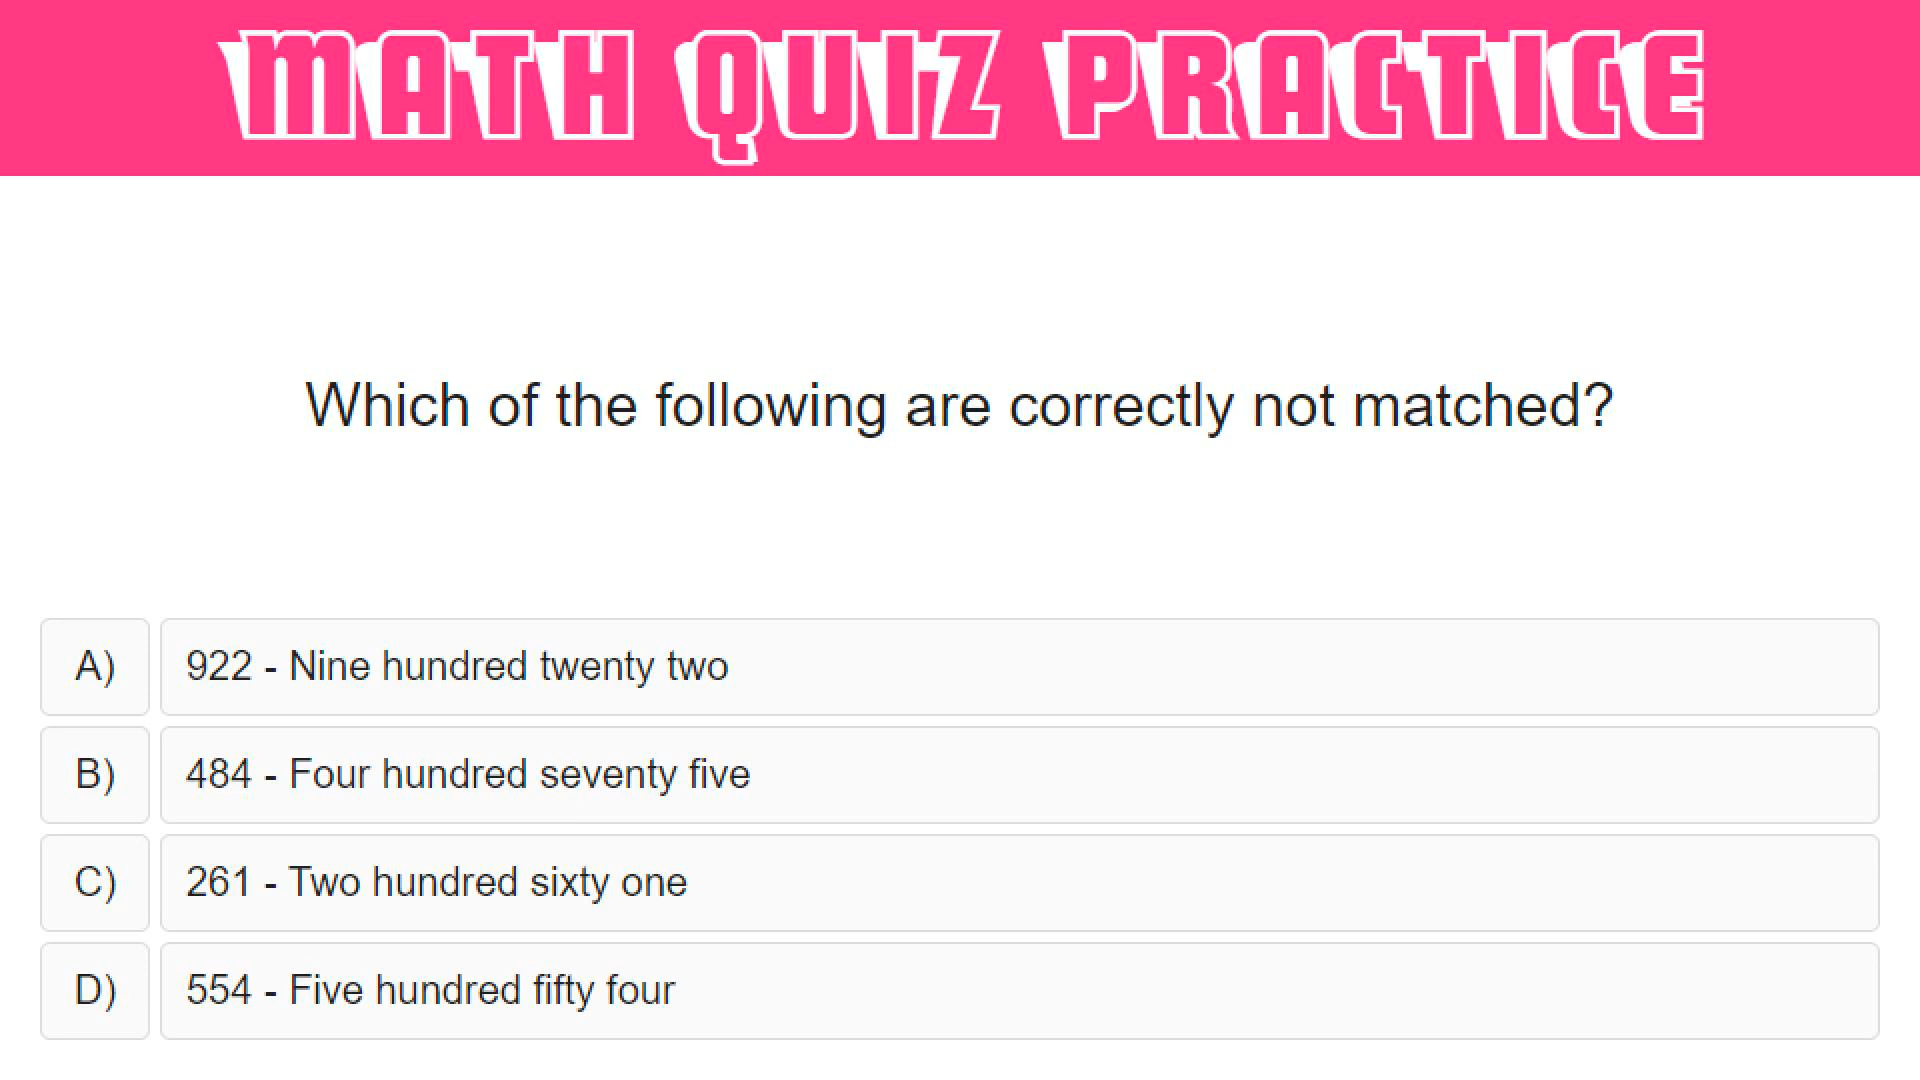 MATH QUIZ PRACTICE
Which of the following are correctly not matched?
A) 922 - Nine hundred twenty two
B) 484 - Four hundred seventy five
C) 261 - Two hundred sixty one
D) 554 - Five hundred fifty four